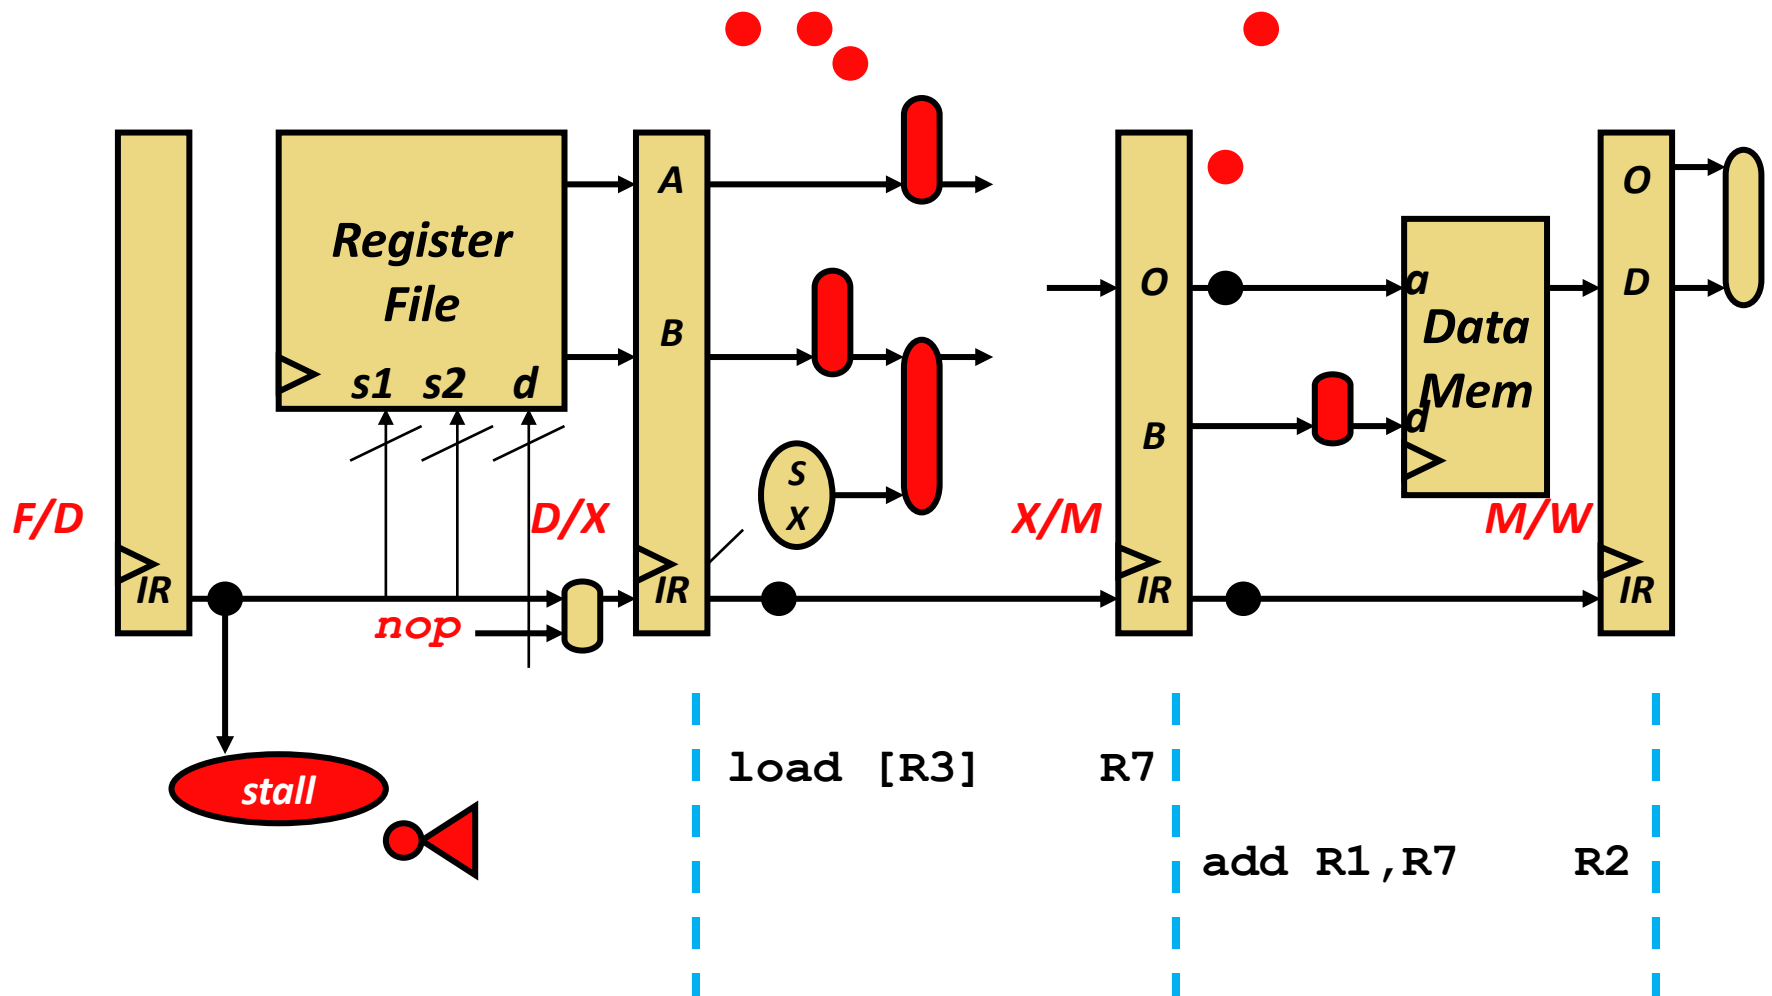 A
Register
File
O
O
a
D
B
Data
Mem
s1 s2 d
d
B
S
X
F/D
D/X
X/M
M/W
IR
IR
IR
IR
nop
load [R3] R7
stall
add R1,R7 R2